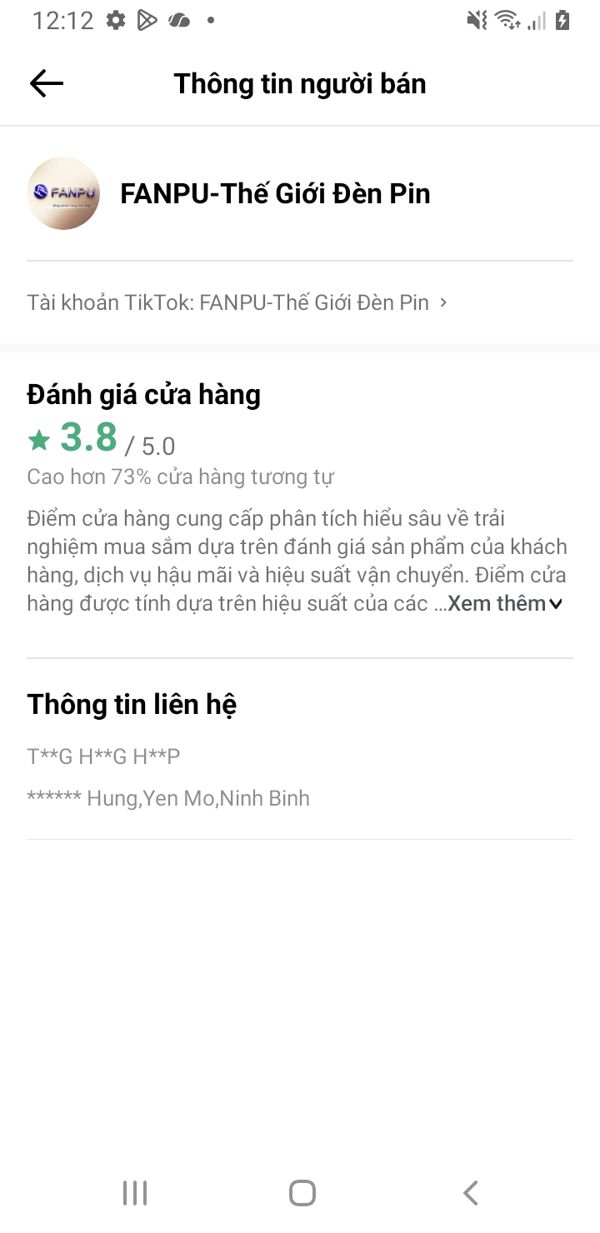 12:12
Thông tin người bán
FANPU
FANPU-Thế Giới Đèn Pin
Tài khoản TikTok: FANPU-Thế Giới Đèn Pin >
Đánh giá cửa hàng
★ 3.8 / 5.0
Cao hơn 73% cửa hàng tương tự
Điểm cửa hàng cung cấp phân tích hiểu sâu về trải
nghiệm mua sắm dựa trên đánh giá sản phẩm của khách
hàng, dịch vụ hậu mãi và hiệu suất vận chuyển. Điểm cửa
hàng được tính dựa trên hiệu suất của các ...Xem thêm
Thông tin liên hệ
T**G H**G H**P
****** Hung,Yen Mo,Ninh Binh